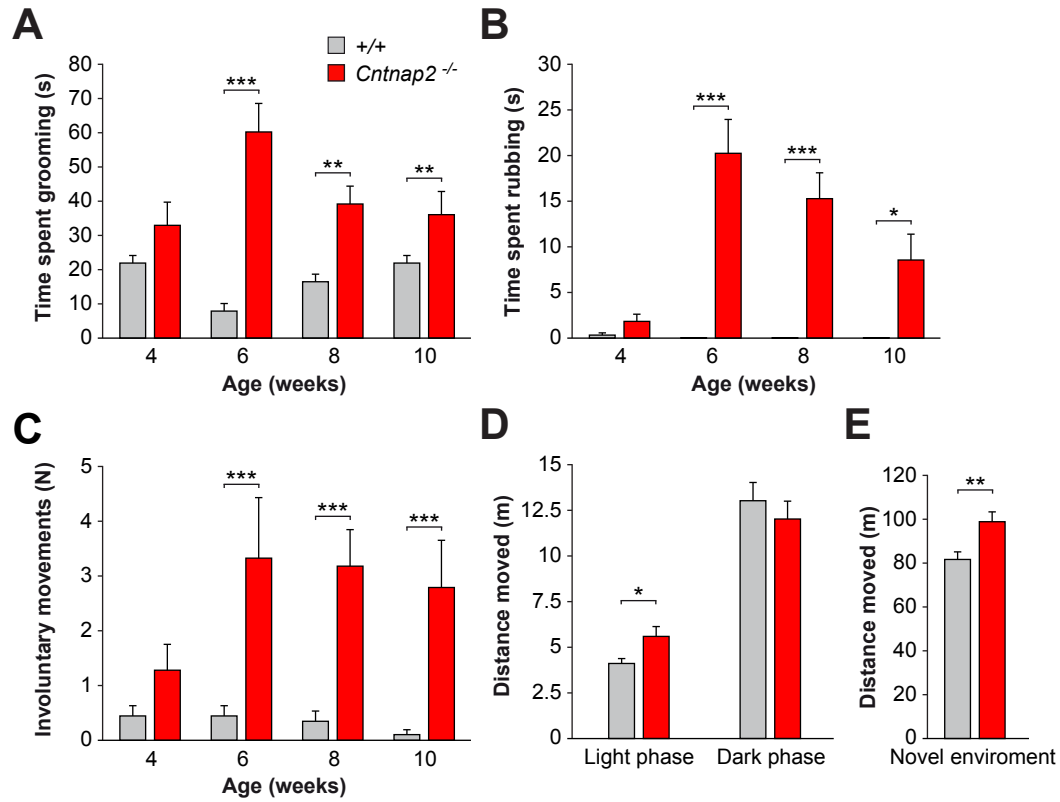 A
+/+
Cntnap2 -/-
Time spent grooming (s)
80
70
60
50
40
30
20
10
0
***
**
**
4 6 8 10
Age (weeks)
B
Time spent rubbing (s)
30
25
20
15
10
5
0
***
***
*
4 6 8 10
Age (weeks)
C
Involuntary movements (N)
5
4
3
2
1
0
***
***
***
4 6 8 10
Age (weeks)
D
Distance moved (m)
15
12.5
10
7.5
5
2.5
0
*
Light phase Dark phase
E
Distance moved (m)
120
100
80
60
40
20
0
**
Novel enviroment